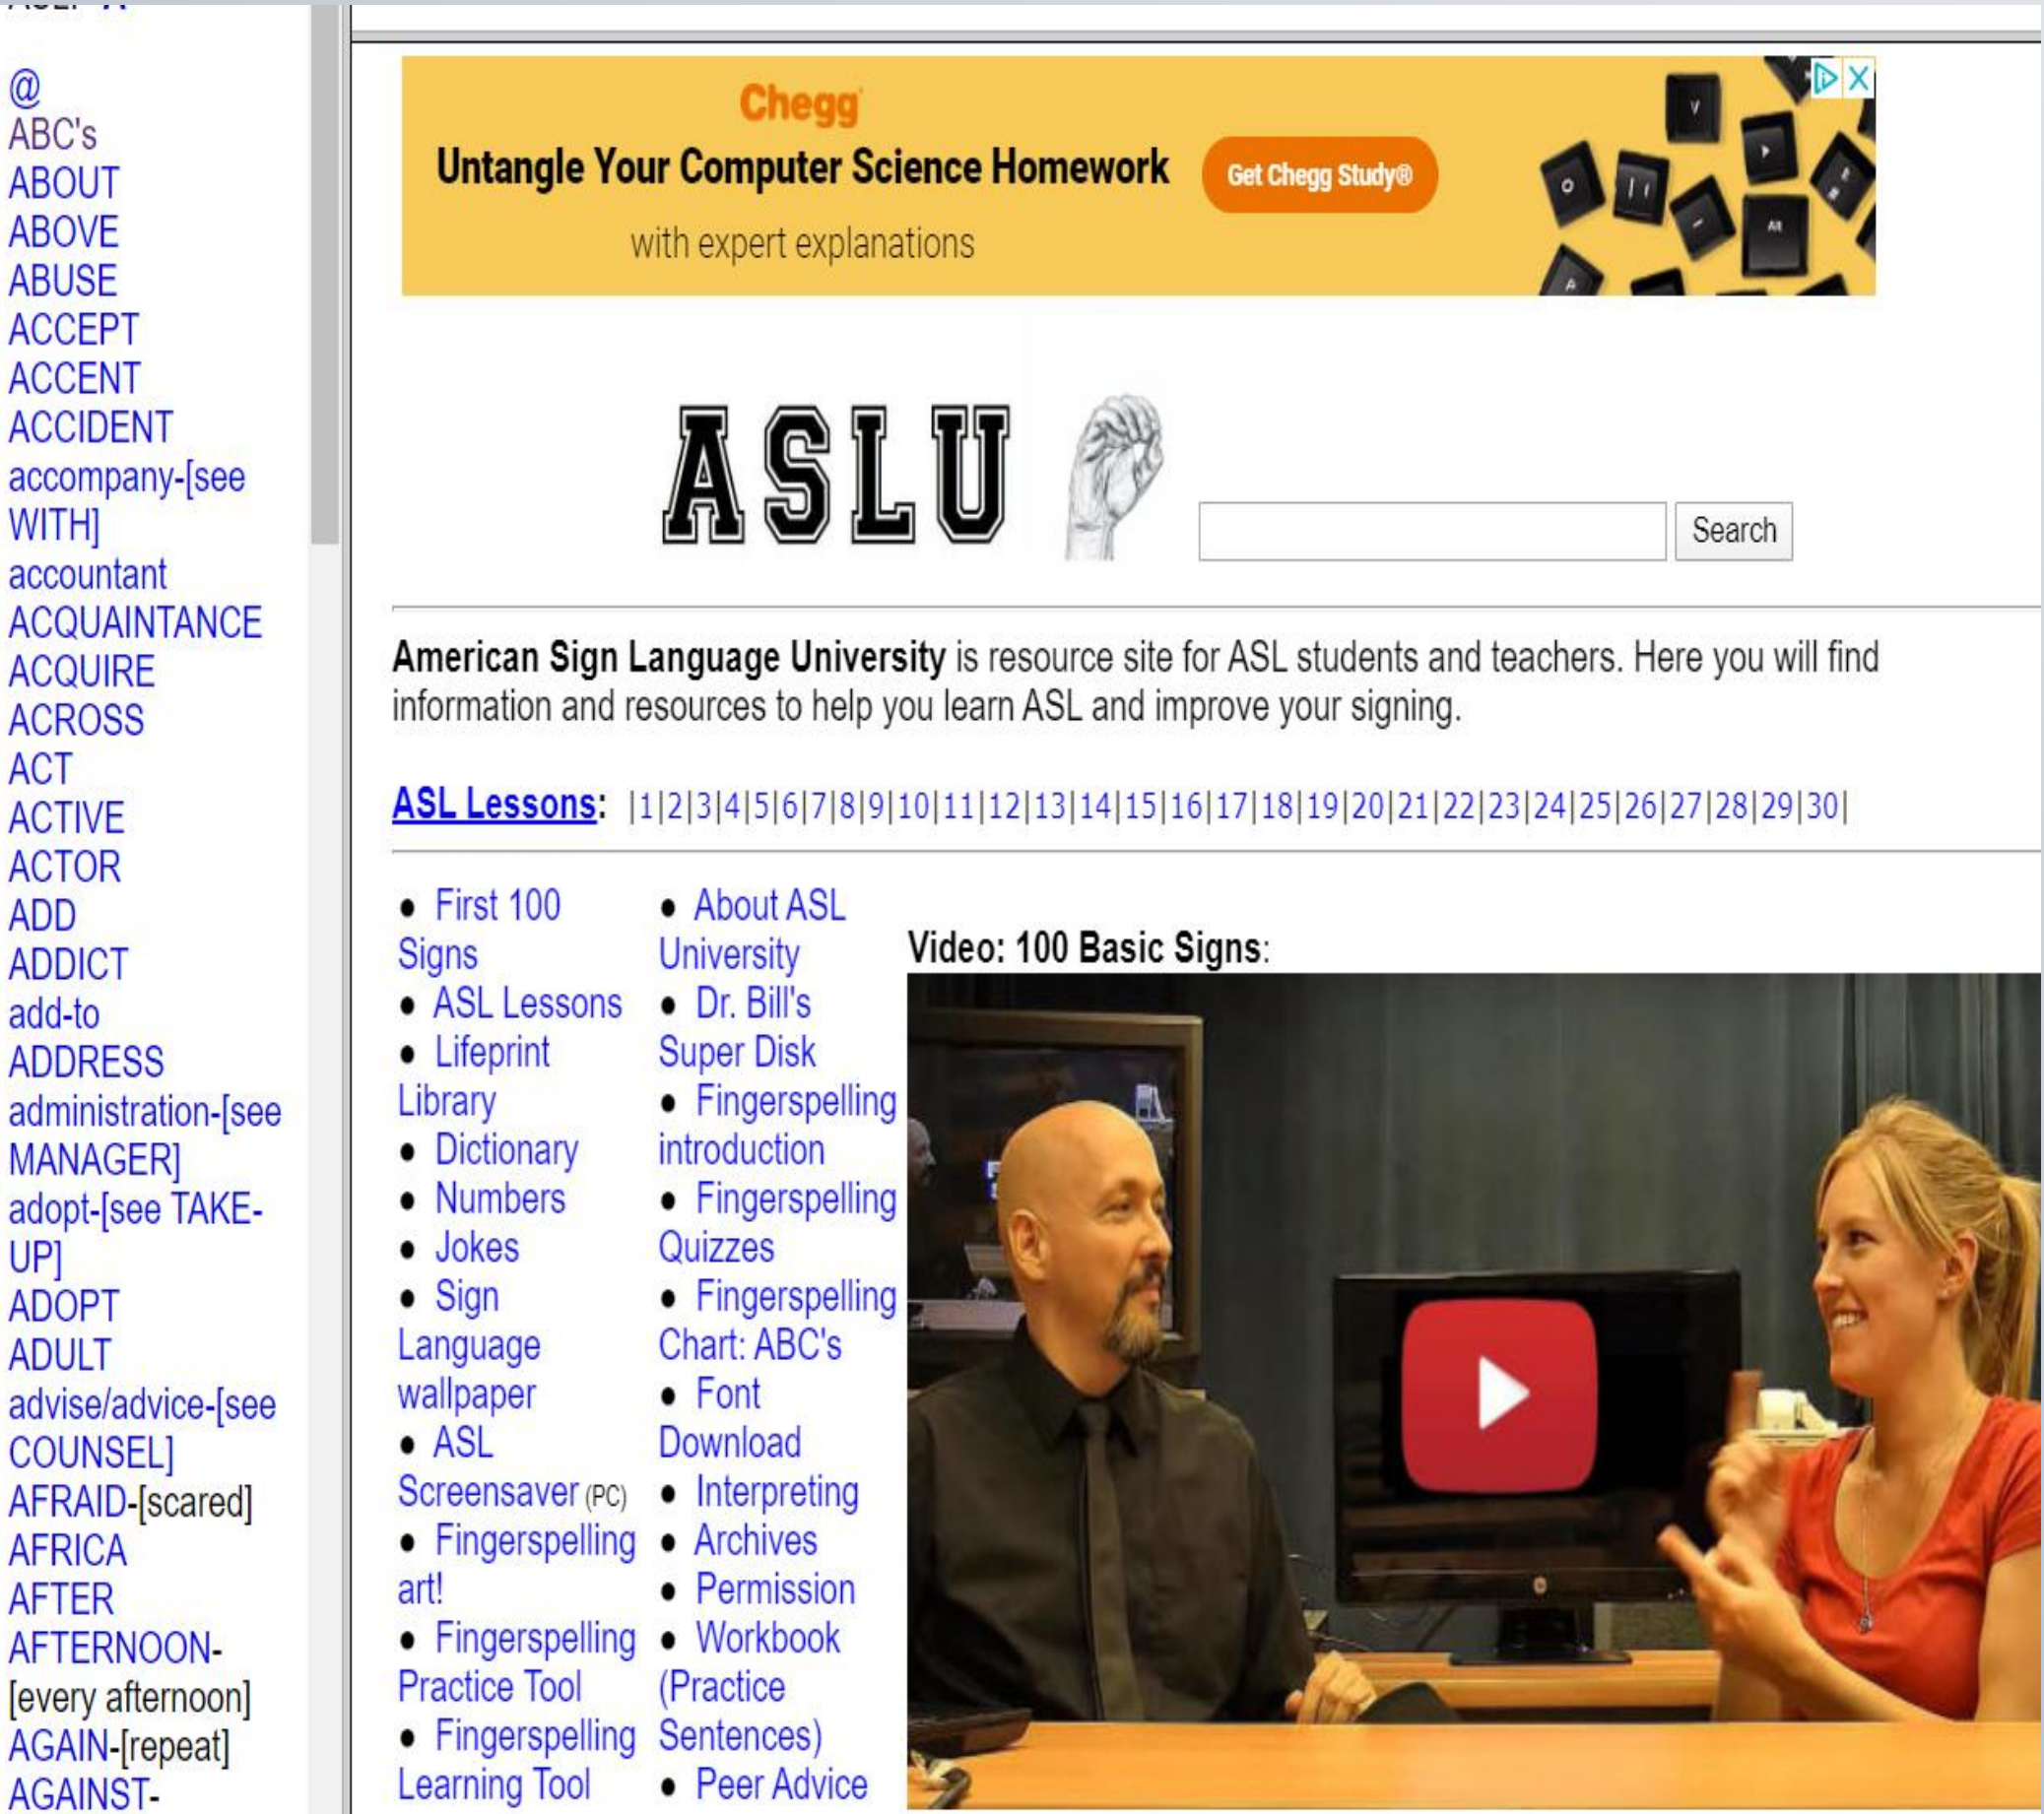 @
ABC's
ABOUT
ABOVE
ABUSE
ACCEPT
ACCENT
ACCIDENT
accompany-[see
WITH]
accountant
ACQUAINTANCE
ACQUIRE
ACROSS
ACT
ACTIVE
ACTOR
ADD
ADDICT
add-to
ADDRESS
administration-[see
MANAGER]
adopt-[see TAKE-
UP]
ADOPT
ADULT
advise/advice-[see
COUNSEL]
AFRAID-[scared]
AFRICA
AFTER
AFTERNOON-
[every afternoon]
AGAIN-[repeat]
AGAINST-
Chegg
Untangle Your Computer Science Homework
with expert explanations
Get Chegg Study®
ASLU
Search
American Sign Language University is resource site for ASL students and teachers. Here you will find
information and resources to help you learn ASL and improve your signing.
ASL Lessons: |1|2|3|4|5|6|7|8|9|10|11|12|13|14|15|16|17|18|19|20|21|22|23|24|25|26|27|28|29|30|
• First 100
Signs
• ASL Lessons
• Lifeprint
Library
• Dictionary
• Numbers
• Jokes
• Sign
Language
wallpaper
• ASL
Screensaver (PC)
• Fingerspelling
art!
• Fingerspelling
Practice Tool
• Fingerspelling
Learning Tool
• About ASL
University
• Dr. Bill's
Super Disk
• Fingerspelling
introduction
• Fingerspelling
Quizzes
• Fingerspelling
Chart: ABC's
• Font
Download
• Interpreting
• Archives
• Permission
• Workbook
(Practice
Sentences)
• Peer Advice
Video: 100 Basic Signs: